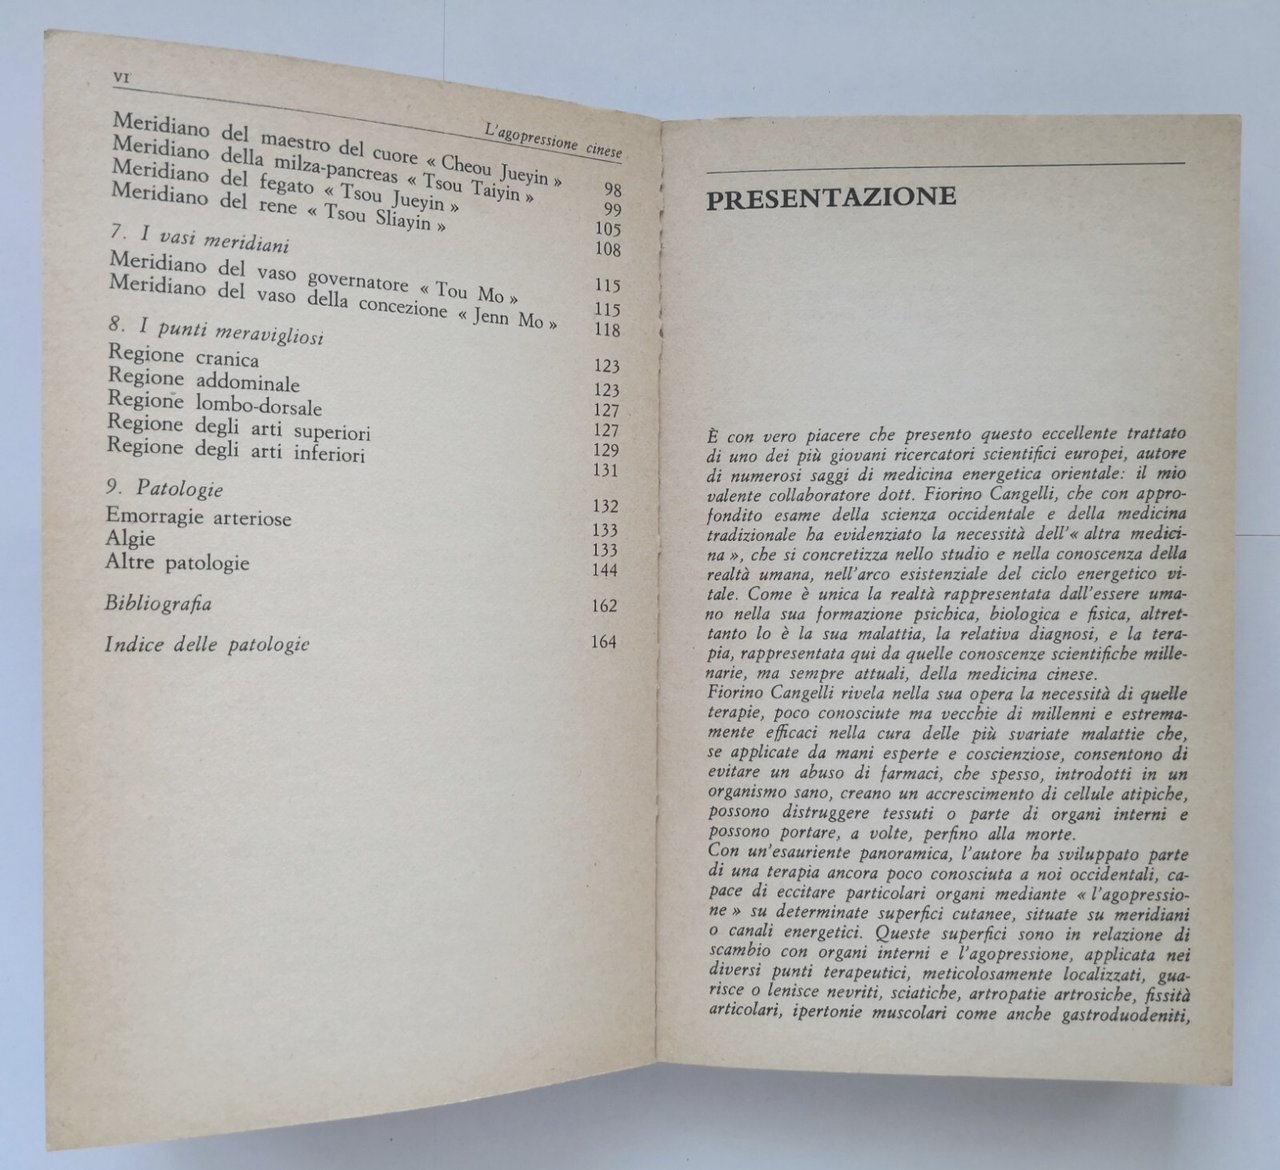 VI
L'agopressione cinese
Meridiano del maestro del cuore « Cheou Jueyin » 98
Meridiano della milza-pancreas « Tsou Taiyin » 99
Meridiano del fegato « Tsou Jueyin » 105
Meridiano del rene « Tsou Sliayin » 108
7. I vasi meridiani 115
Meridiano del vaso governatore « Tou Mo » 115
Meridiano del vaso della concezione « Jenn Mo » 118
8. I punti meravigliosi 123
Regione cranica 123
Regione addominale 127
Regione lombo-dorsale 127
Regione degli arti superiori 129
Regione degli arti inferiori 131
9. Patologie 132
Emorragie arteriose 133
Algie 133
Altre patologie 144
Bibliografia 162
Indice delle patologie 164
PRESENTAZIONE
È con vero piacere che presento questo eccellente trattato
di uno dei più giovani ricercatori scientifici europei, autore
di numerosi saggi di medicina energetica orientale: il mio
valente collaboratore dott. Fiorino Cangelli, che con appro-
fondito esame della scienza occidentale e della medicina
tradizionale ha evidenziato la necessità dell'« altra medici-
na », che si concretizza nello studio e nella conoscenza della
realtà umana, nell'arco esistenziale del ciclo energetico vi-
tale. Come è unica la realtà rappresentata dall'essere uma-
no nella sua formazione psichica, biologica e fisica, altret-
tanto lo è la sua malattia, la relativa diagnosi, e la tera-
pia, rappresentata qui da quelle conoscenze scientifiche mille-
narie, ma sempre attuali, della medicina cinese.
Fiorino Cangelli rivela nella sua opera la necessità di quelle
terapie, poco conosciute ma vecchie di millenni e estrema-
mente efficaci nella cura delle più svariate malattie che,
se applicate da mani esperte e coscienziose, consentono di
evitare un abuso di farmaci, che spesso, introdotti in un
organismo sano, creano un accrescimento di cellule atipiche,
possono distruggere tessuti o parte di organi interni e
possono portare, a volte, perfino alla morte.
Con un'esauriente panoramica, l'autore ha sviluppato parte
di una terapia ancora poco conosciuta a noi occidentali, ca-
pace di eccitare particolari organi mediante « l'agopressio-
ne » su determinate superfici cutanee, situate su meridiani
o canali energetici. Queste superfici sono in relazione di
scambio con organi interni e l'agopressione, applicata nei
diversi punti terapeutici, meticolosamente localizzati, gua-
risce o lenisce nevriti, sciatiche, artropatie artrosiche, fissità
articolari, ipertonie muscolari come anche gastroduodeniti,